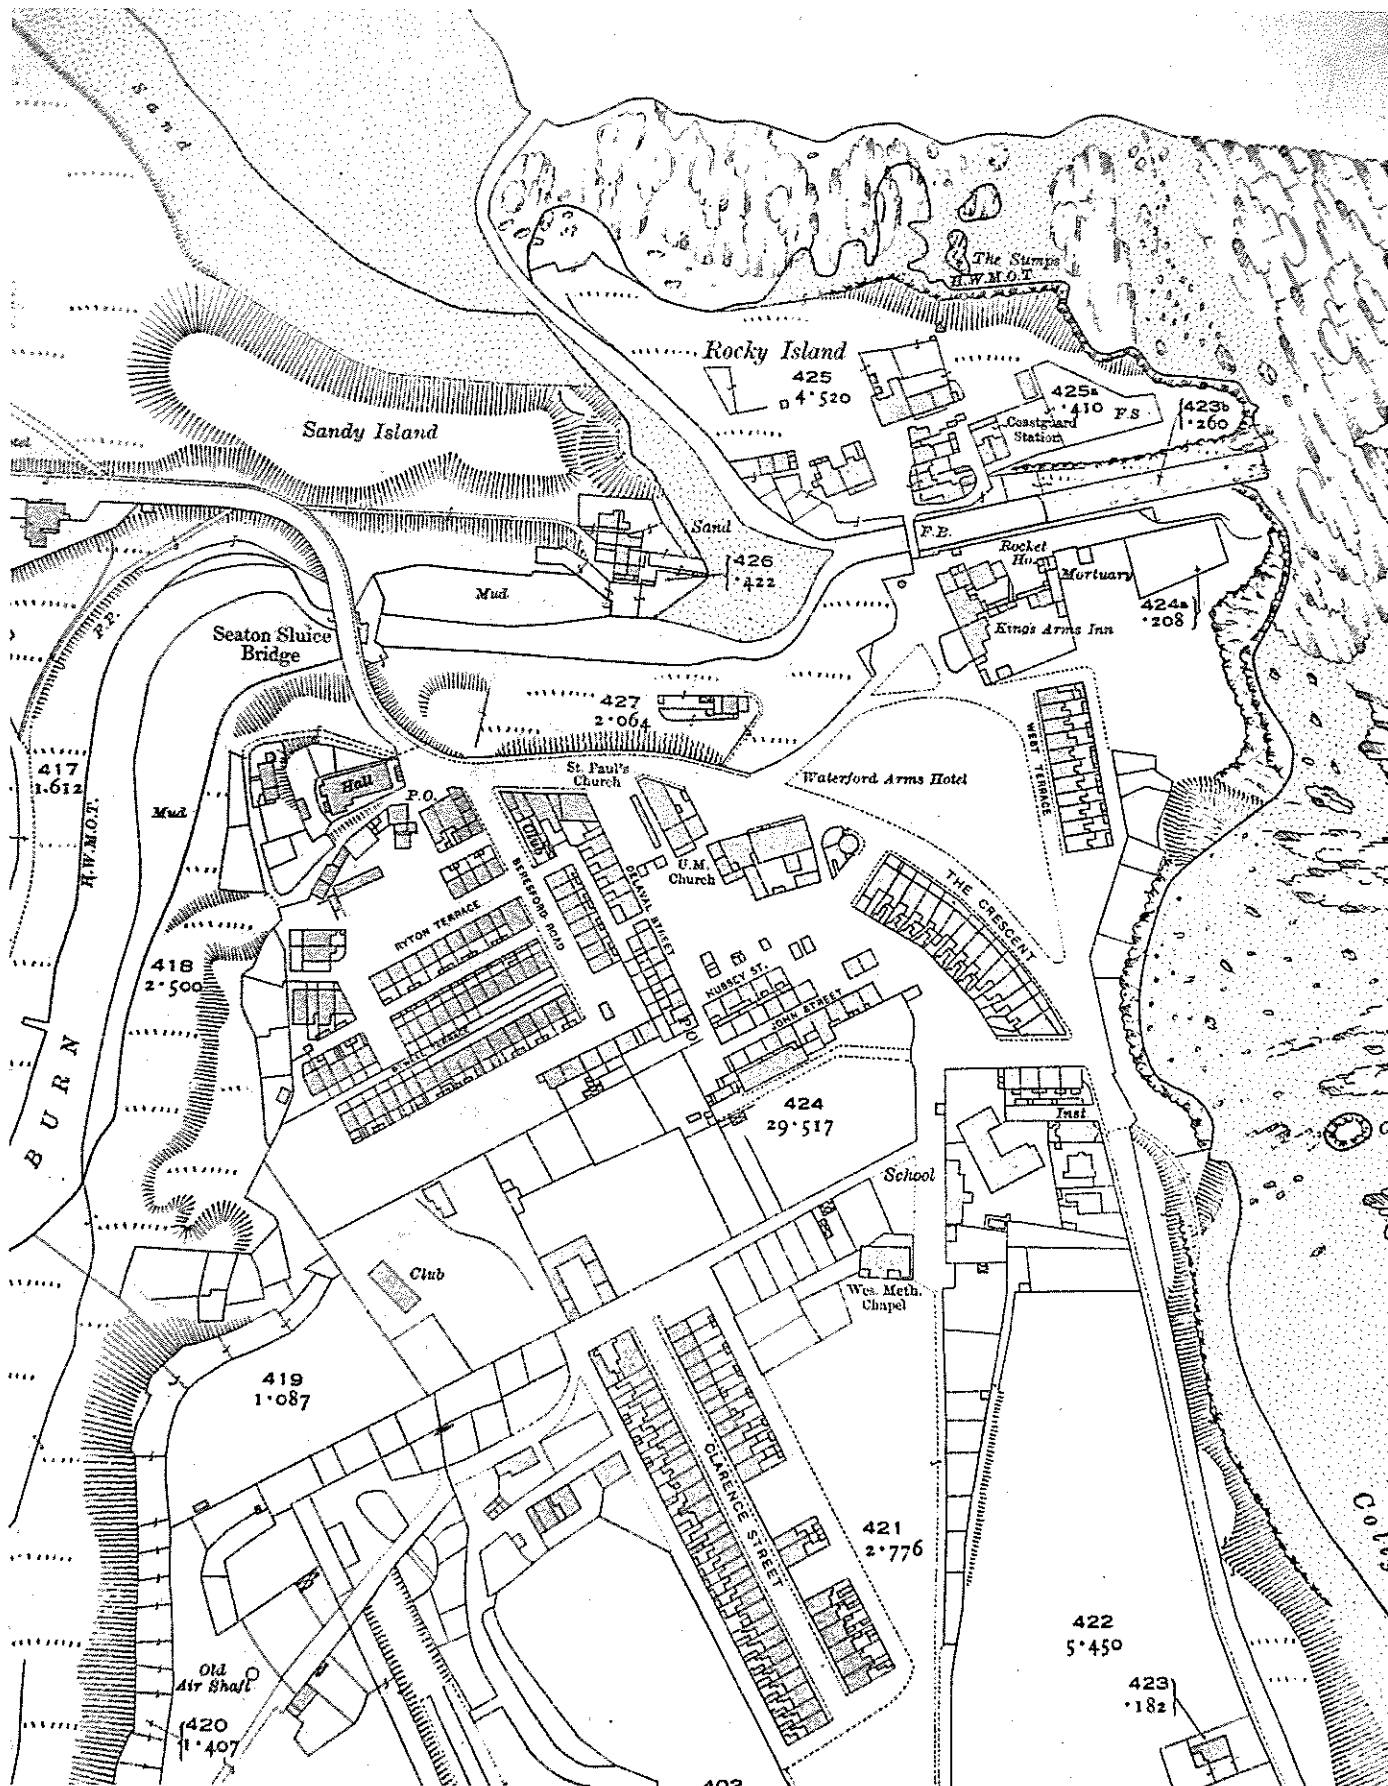 Sand
The Sumps
H.W.M.O.T.
Rocky Island
425
4·520
425a
·410
F.S.
423b
·260
Coastguard
Station
Sandy Island
Sand
426
·422
F.B.
Rocket
Ho.
Mortuary
424a
·208
King's Arms Inn
Mud
F.P.
Seaton Sluice
Bridge
427
2·064
WEST TERRACE
417
1·612
H.W.M.O.T.
Mud
Hall
P.O.
St. Paul's
Church
Waterford Arms Hotel
Club
U.M.
Church
BERESFORD ROAD
DELAVAL STREET
THE CRESCENT
RYTON TERRACE
418
2·500
HUSSEY ST.
JOHN STREET
BURN
424
29·517
Inst
School
Club
Wes. Meth.
Chapel
419
1·087
CLARENCE STREET
421
2·776
422
5·450
Old
Air Shaft
423
·182
420
1·407